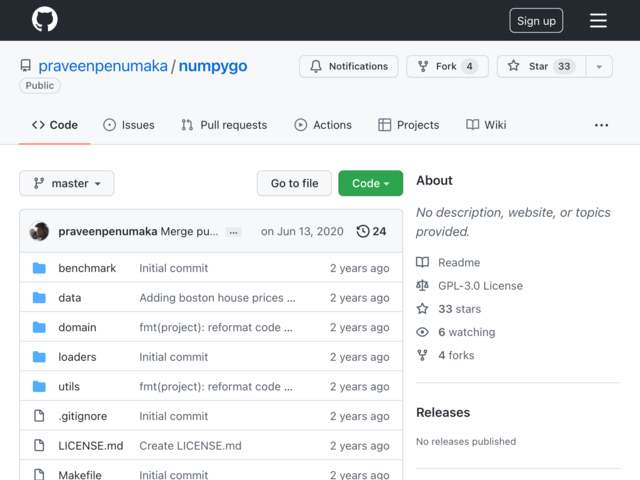 Sign up
praveenpenumaka / numpygo
Public
Notifications
Fork 4
Star 33
Code
Issues
Pull requests
Actions
Projects
Wiki
master
Go to file
Code
About
No description, website, or topics
provided.
praveenpenumaka Merge pu... on Jun 13, 2020 24
benchmark Initial commit 2 years ago
data Adding boston house prices ... 2 years ago
domain fmt(project): reformat code ... 2 years ago
loaders Initial commit 2 years ago
utils fmt(project): reformat code ... 2 years ago
.gitignore Initial commit 2 years ago
LICENSE.md Create LICENSE.md 2 years ago
Makefile Initial commit 2 years ago
Readme
GPL-3.0 License
33 stars
6 watching
4 forks
Releases
No releases published